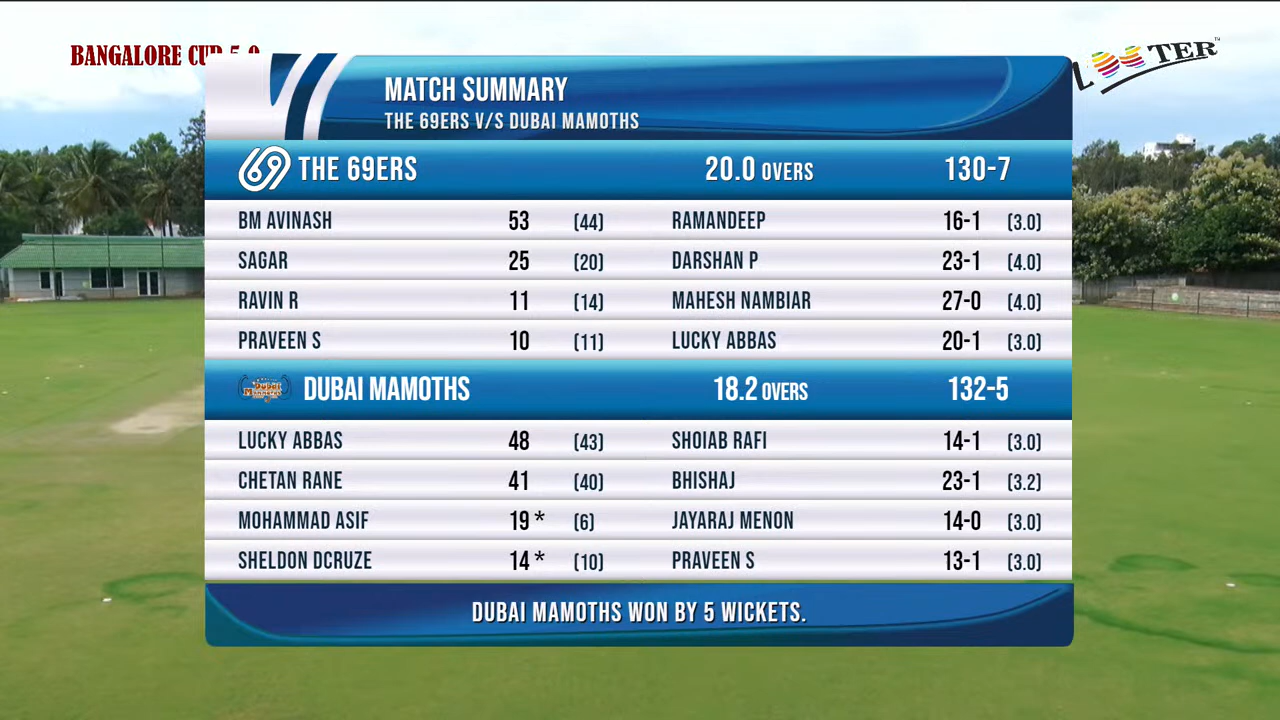 BANGALORE CUP 5.0
LOOTER™
MATCH SUMMARY
THE 69ERS V/S DUBAI MAMOTHS
69 THE 69ERS 20.0 OVERS 130-7
BM AVINASH 53 (44) RAMANDEEP 16-1 (3.0)
SAGAR 25 (20) DARSHAN P 23-1 (4.0)
RAVIN R 11 (14) MAHESH NAMBIAR 27-0 (4.0)
PRAVEEN S 10 (11) LUCKY ABBAS 20-1 (3.0)
DUBAI MAMOTHS 18.2 OVERS 132-5
LUCKY ABBAS 48 (43) SHOIAB RAFI 14-1 (3.0)
CHETAN RANE 41 (40) BHISHAJ 23-1 (3.2)
MOHAMMAD ASIF 19* (6) JAYARAJ MENON 14-0 (3.0)
SHELDON DCRUZE 14* (10) PRAVEEN S 13-1 (3.0)
DUBAI MAMOTHS WON BY 5 WICKETS.